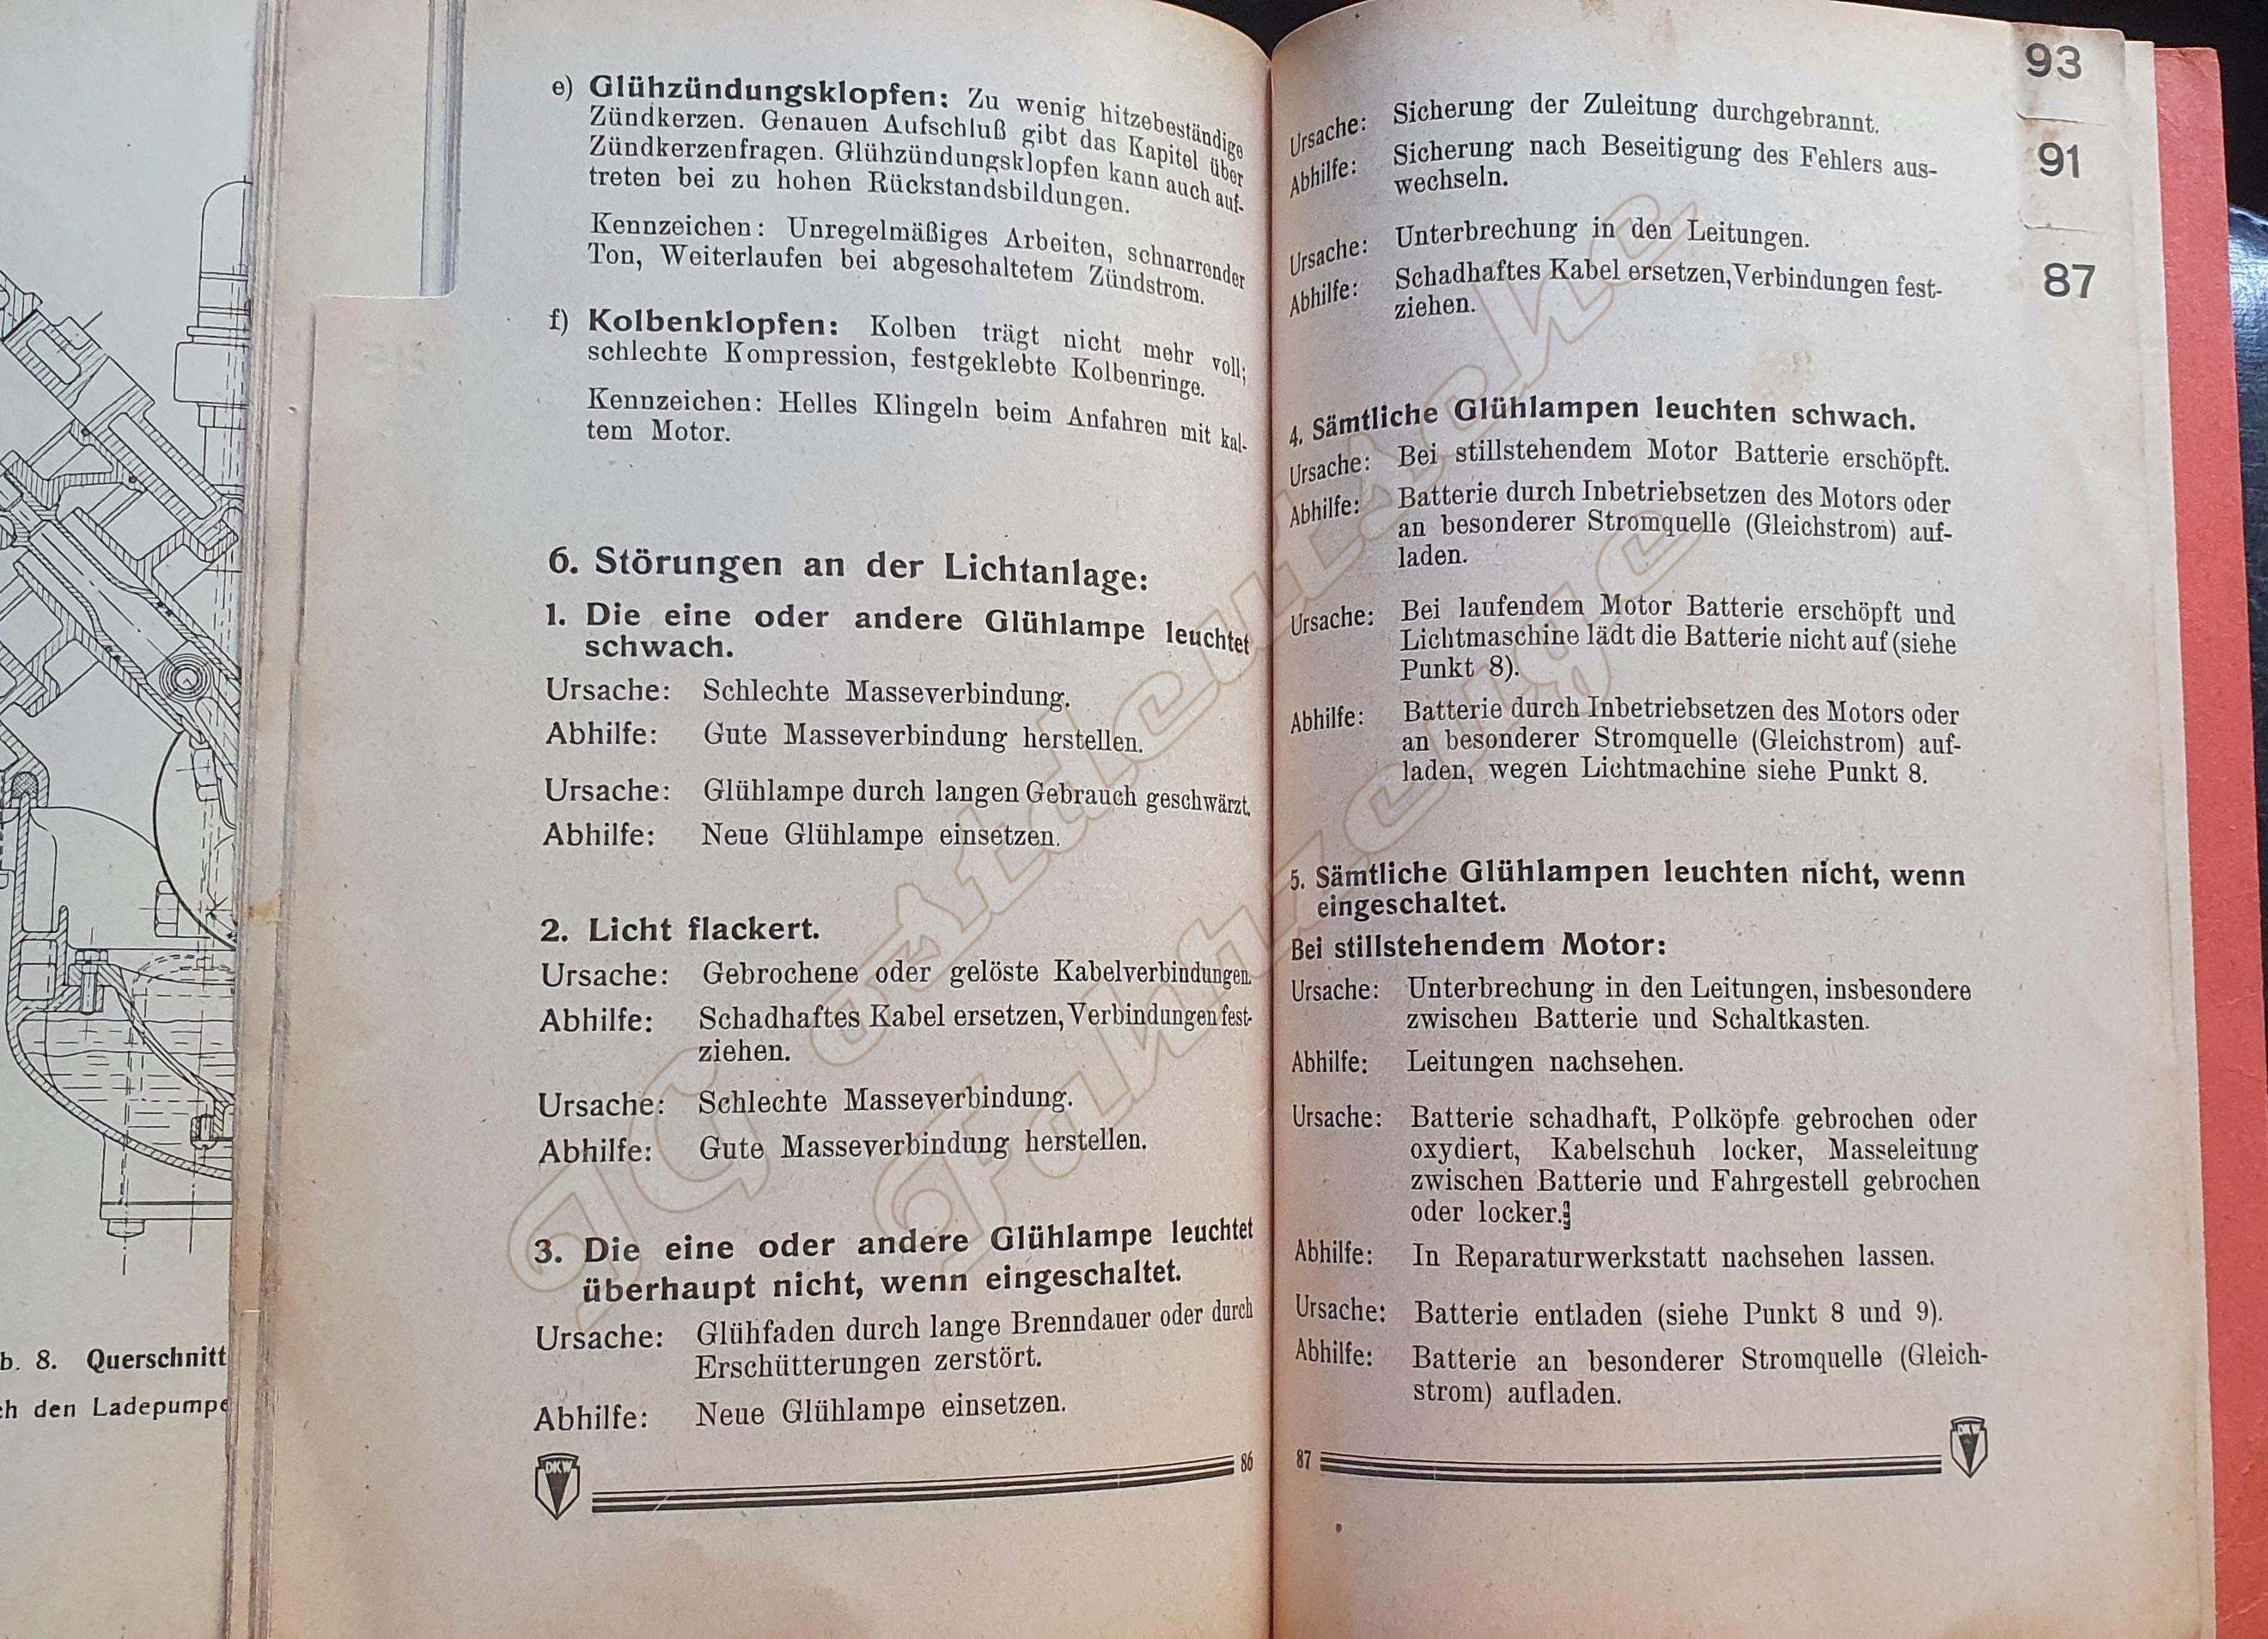 e) Glühzündungsklopfen: Zu wenig hitzebeständige
Zündkerzen. Genauen Aufschluß gibt das Kapitel über
Zündkerzenfragen. Glühzündungsklopfen kann auch auf-
treten bei zu hohen Rückstandsbildungen.
Kennzeichen: Unregelmäßiges Arbeiten, schnarrender
Ton, Weiterlaufen bei abgeschaltetem Zündstrom.
f) Kolbenklopfen: Kolben trägt nicht mehr voll;
schlechte Kompression, festgeklebte Kolbenringe.
Kennzeichen: Helles Klingeln beim Anfahren mit kal-
tem Motor.
6. Störungen an der Lichtanlage:
1. Die eine oder andere Glühlampe leuchtet
schwach.
Ursache: Schlechte Masseverbindung.
Abhilfe: Gute Masseverbindung herstellen.
Ursache: Glühlampe durch langen Gebrauch geschwärzt.
Abhilfe: Neue Glühlampe einsetzen.
2. Licht flackert.
Ursache: Gebrochene oder gelöste Kabelverbindungen.
Abhilfe: Schadhaftes Kabel ersetzen, Verbindungen fest-
ziehen.
Ursache: Schlechte Masseverbindung.
Abhilfe: Gute Masseverbindung herstellen.
3. Die eine oder andere Glühlampe leuchtet
überhaupt nicht, wenn eingeschaltet.
Ursache: Glühfaden durch lange Brenndauer oder durch
Erschütterungen zerstört.
Abhilfe: Neue Glühlampe einsetzen.
DKW
86
b. 8. Querschnitt
ch den Ladepumpe
Ursache: Sicherung der Zuleitung durchgebrannt.
Abhilfe: Sicherung nach Beseitigung des Fehlers aus-
wechseln.
Ursache: Unterbrechung in den Leitungen.
Abhilfe: Schadhaftes Kabel ersetzen, Verbindungen fest-
ziehen.
4. Sämtliche Glühlampen leuchten schwach.
Ursache: Bei stillstehendem Motor Batterie erschöpft.
Abhilfe: Batterie durch Inbetriebsetzen des Motors oder
an besonderer Stromquelle (Gleichstrom) auf-
laden.
Ursache: Bei laufendem Motor Batterie erschöpft und
Lichtmaschine lädt die Batterie nicht auf (siehe
Punkt 8).
Abhilfe: Batterie durch Inbetriebsetzen des Motors oder
an besonderer Stromquelle (Gleichstrom) auf-
laden, wegen Lichtmachine siehe Punkt 8.
5. Sämtliche Glühlampen leuchten nicht, wenn
eingeschaltet.
Bei stillstehendem Motor:
Ursache: Unterbrechung in den Leitungen, insbesondere
zwischen Batterie und Schaltkasten.
Abhilfe: Leitungen nachsehen.
Ursache: Batterie schadhaft, Polköpfe gebrochen oder
oxydiert, Kabelschuh locker, Masseleitung
zwischen Batterie und Fahrgestell gebrochen
oder locker.
Abhilfe: In Reparaturwerkstatt nachsehen lassen.
Ursache: Batterie entladen (siehe Punkt 8 und 9).
Abhilfe: Batterie an besonderer Stromquelle (Gleich-
strom) aufladen.
87
DKW
93
91
87
IG Altdeutsche
Fahrzeuge